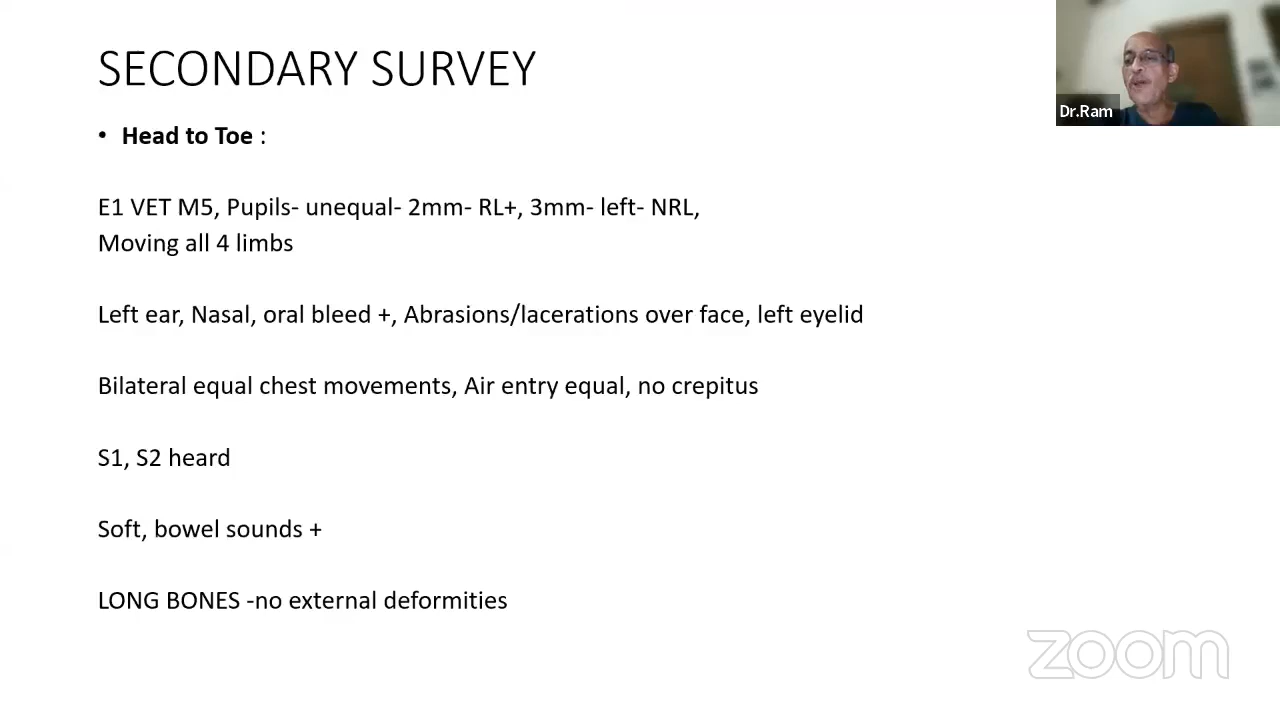 SECONDARY SURVEY
• Head to Toe :
E1 VET M5, Pupils- unequal- 2mm- RL+, 3mm- left- NRL,
Moving all 4 limbs
Left ear, Nasal, oral bleed +, Abrasions/lacerations over face, left eyelid
Bilateral equal chest movements, Air entry equal, no crepitus
S1, S2 heard
Soft, bowel sounds +
LONG BONES -no external deformities
Dr.Ram
zoom